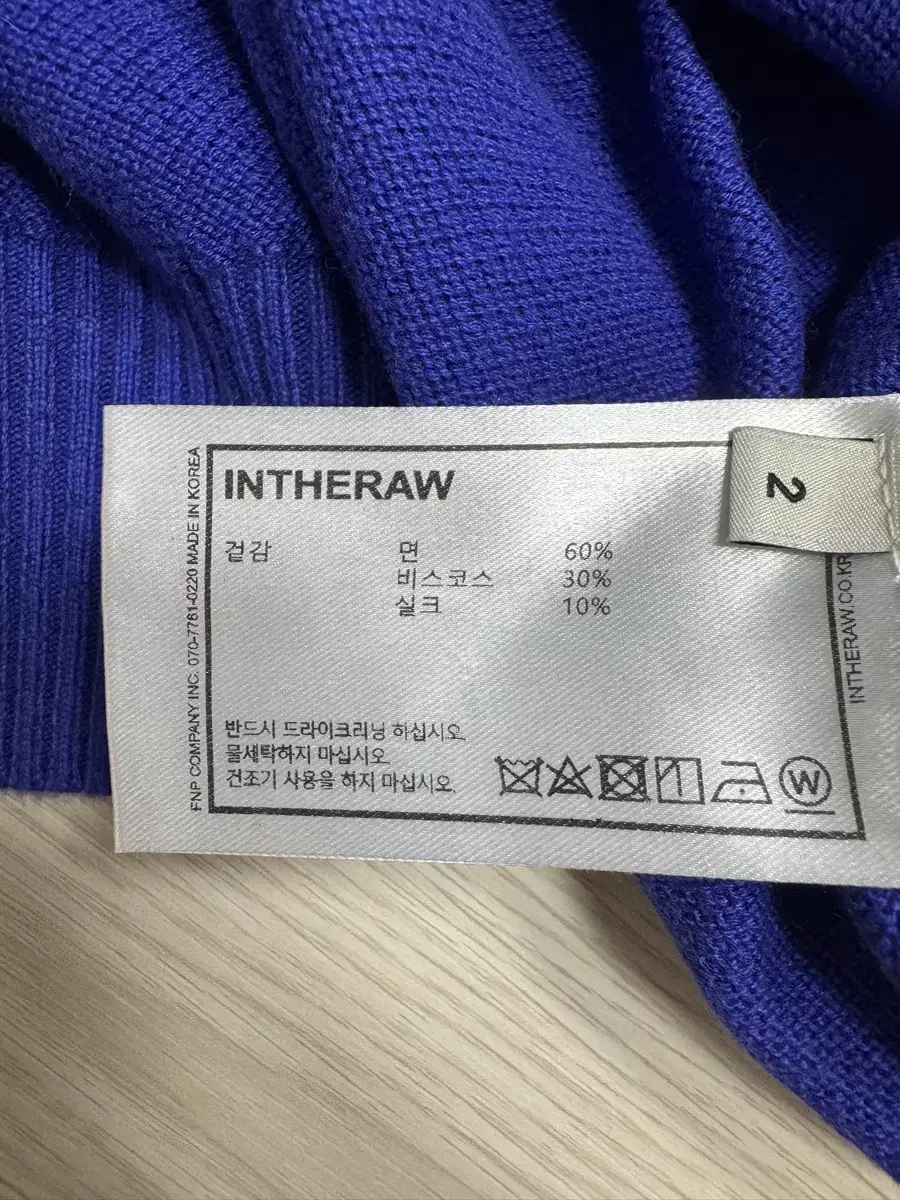 INTHERAW
2
겉감 면 60%
비스코스 30%
실크 10%
반드시 드라이크리닝 하십시오.
물세탁하지 마십시오.
건조기 사용을 하지 마십시오.
W
FNP COMPANY INC. 070-7761-0220 MADE IN KOREA
INTHERAW.CO.KR